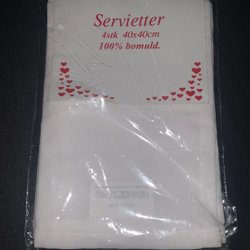 Servietter
4stk 40x40cm
100% bomuld.